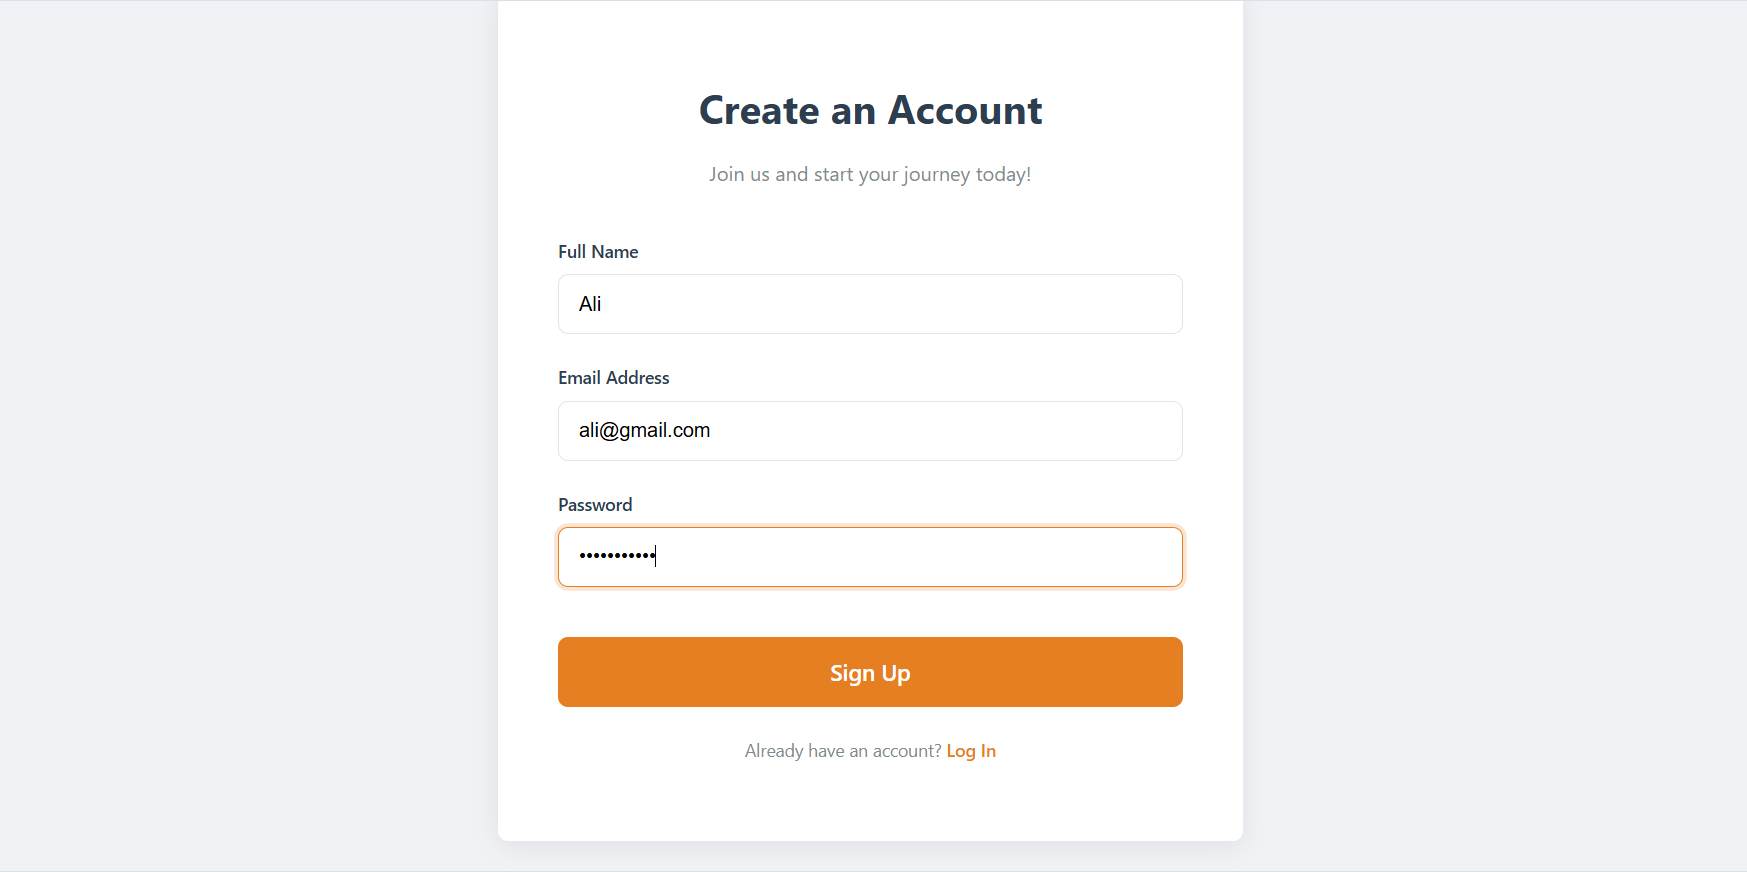 Create an Account
Join us and start your journey today!
Full Name
Ali
Email Address
ali@gmail.com
Password
•••••••••••
Sign Up
Already have an account? Log In